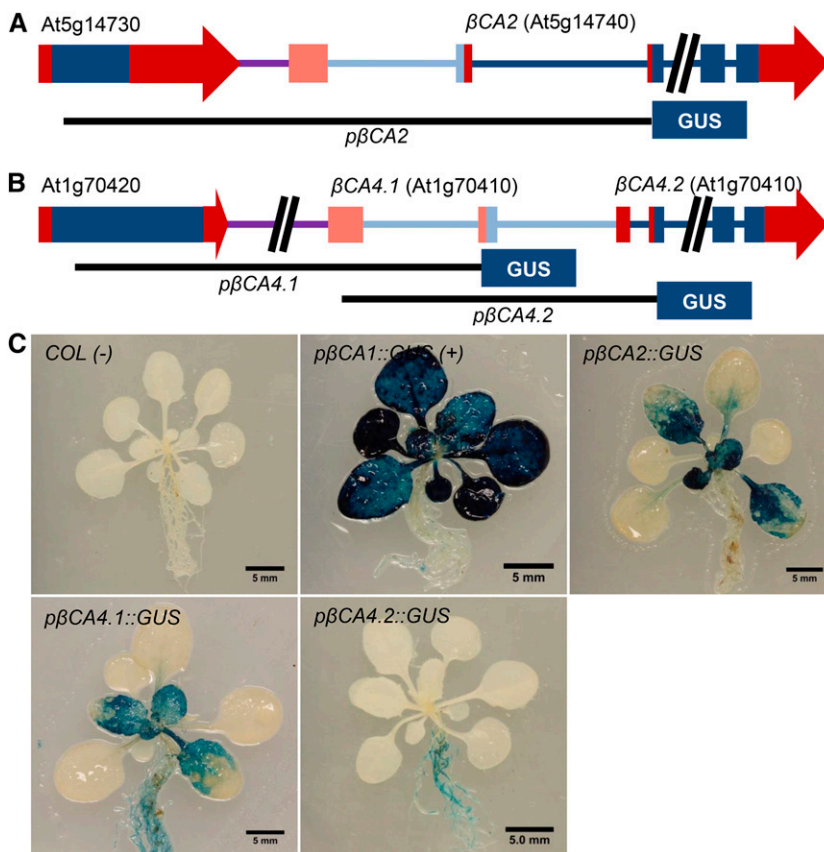 A
At5g14730
βCA2 (At5g14740)
GUS
pβCA2
B
At1g70420
βCA4.1 (At1g70410)
βCA4.2 (At1g70410)
GUS
pβCA4.1
GUS
pβCA4.2
C
COL (-)
5 mm
pβCA1::GUS (+)
5 mm
pβCA2::GUS
5 mm
pβCA4.1::GUS
5 mm
pβCA4.2::GUS
5.0 mm